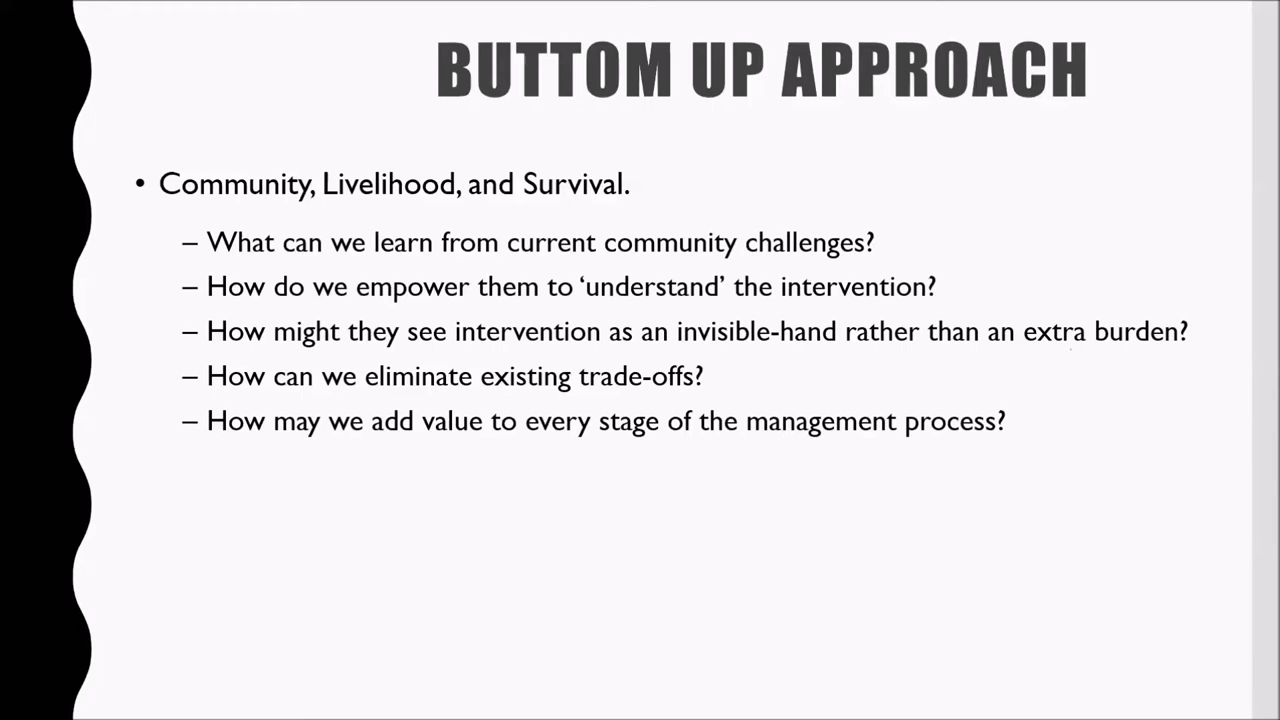 BUTTOM UP APPROACH
• Community, Livelihood, and Survival.
– What can we learn from current community challenges?
– How do we empower them to ‘understand’ the intervention?
– How might they see intervention as an invisible-hand rather than an extra burden?
– How can we eliminate existing trade-offs?
– How may we add value to every stage of the management process?